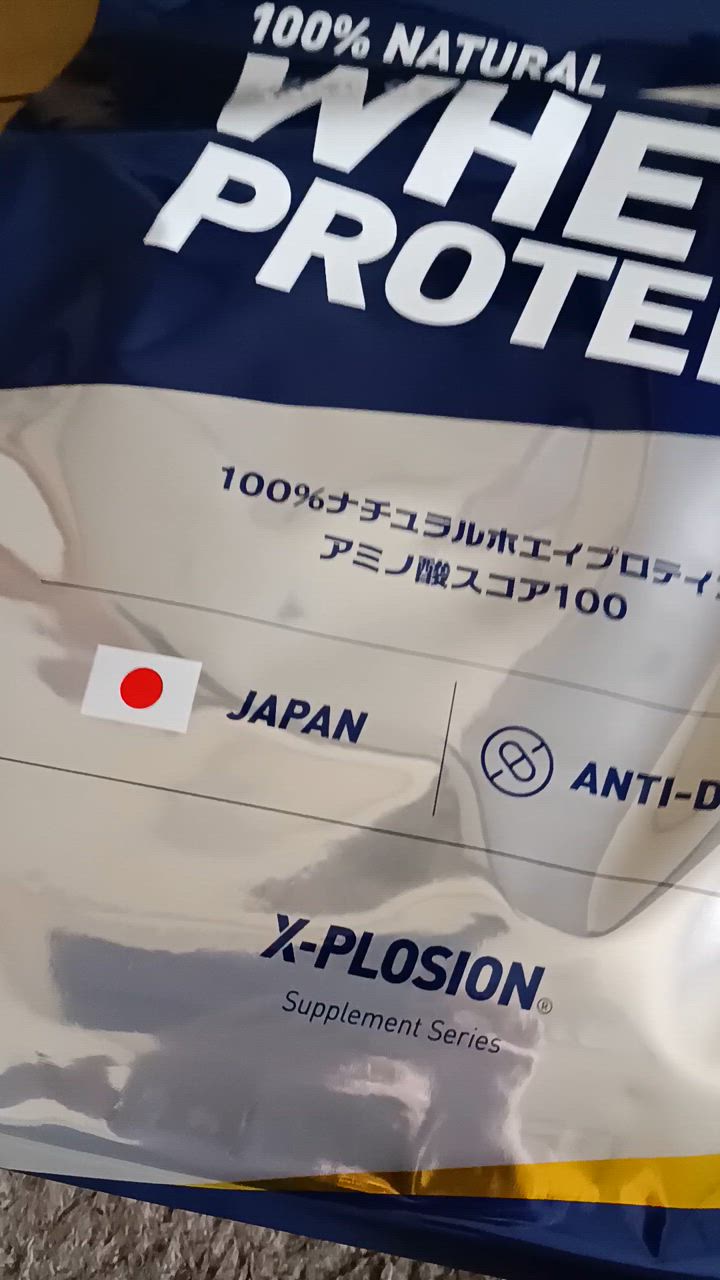 100% NATURAL
WHE
PROTE
100%ナチュラルホエイプロテイ
アミノ酸スコア100
JAPAN
ANTI-D
X-PLOSION®
Supplement Series